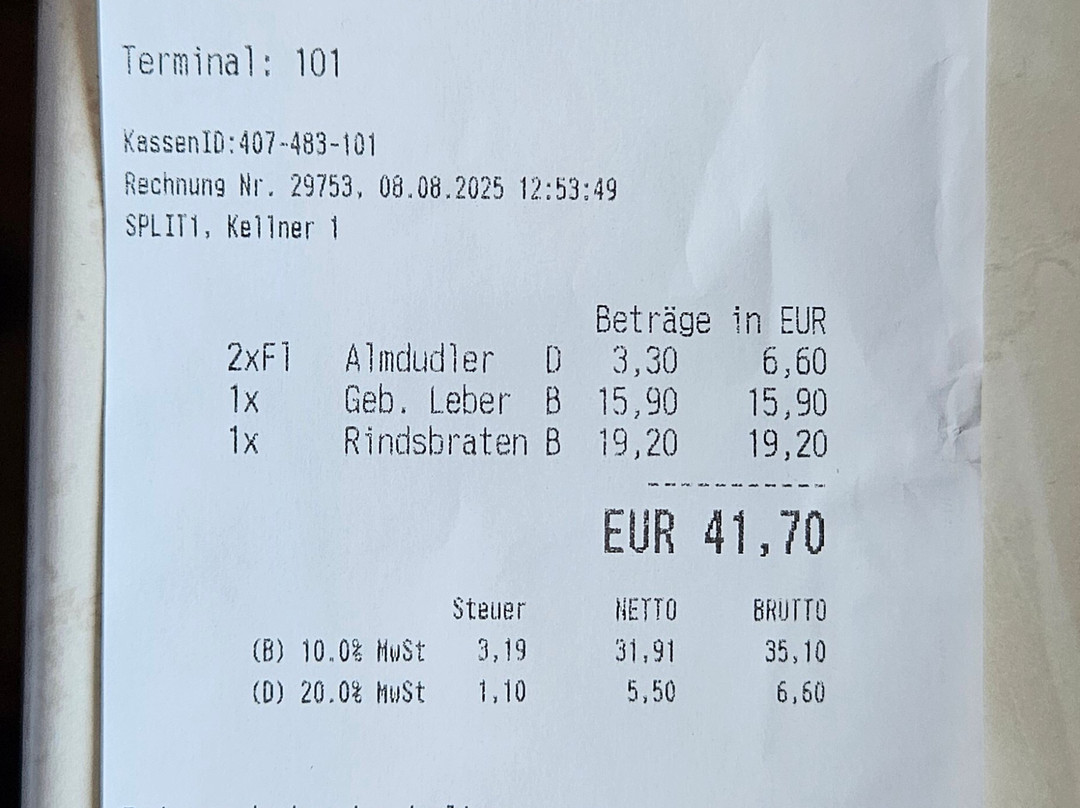 Terminal: 101
KassenID:407-483-101
Rechnung Nr. 29753, 08.08.2025 12:53:49
SPLIT1, Kellner 1
Beträge in EUR
2xFl Almdudler D 3,30 6,60
1x Geb. Leber B 15,90 15,90
1x Rindsbraten B 19,20 19,20
EUR 41,70
Steuer NETTO BRUTTO
(B) 10.0% MwSt 3,19 31,91 35,10
(D) 20.0% MwSt 1,10 5,50 6,60